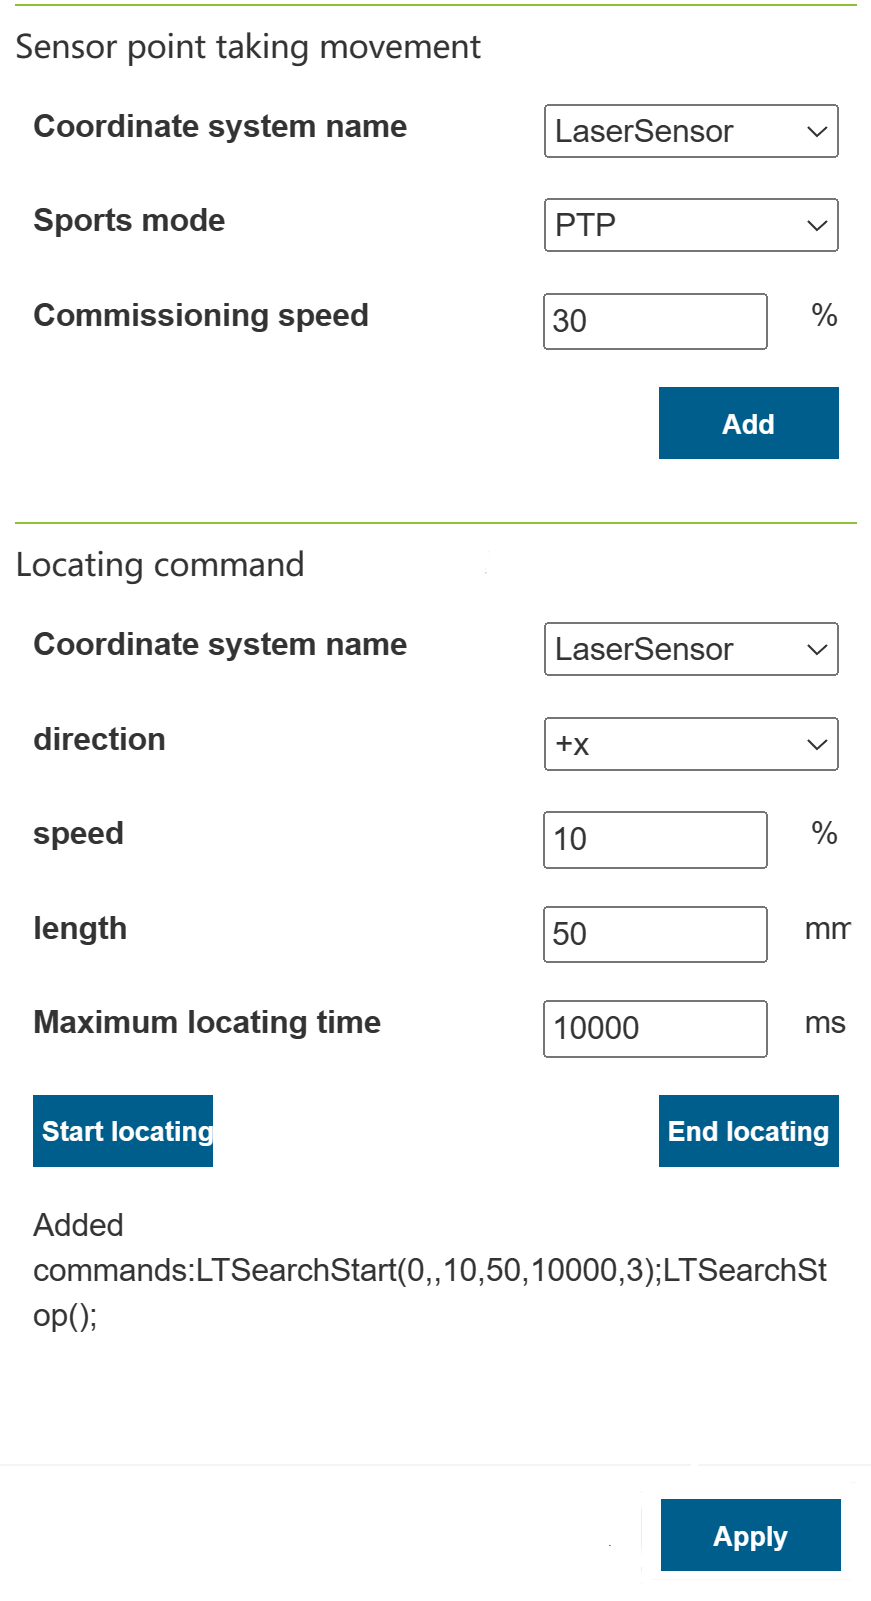 Sensor point taking movement
Coordinate system name LaserSensor
Sports mode PTP
Commissioning speed 30 %
Add
Locating command
Coordinate system name LaserSensor
direction +x
speed 10 %
length 50 mm
Maximum locating time 10000 ms
Start locating End locating
Added
commands:LTSearchStart(0,,10,50,10000,3);LTSearchSt
op();
Apply